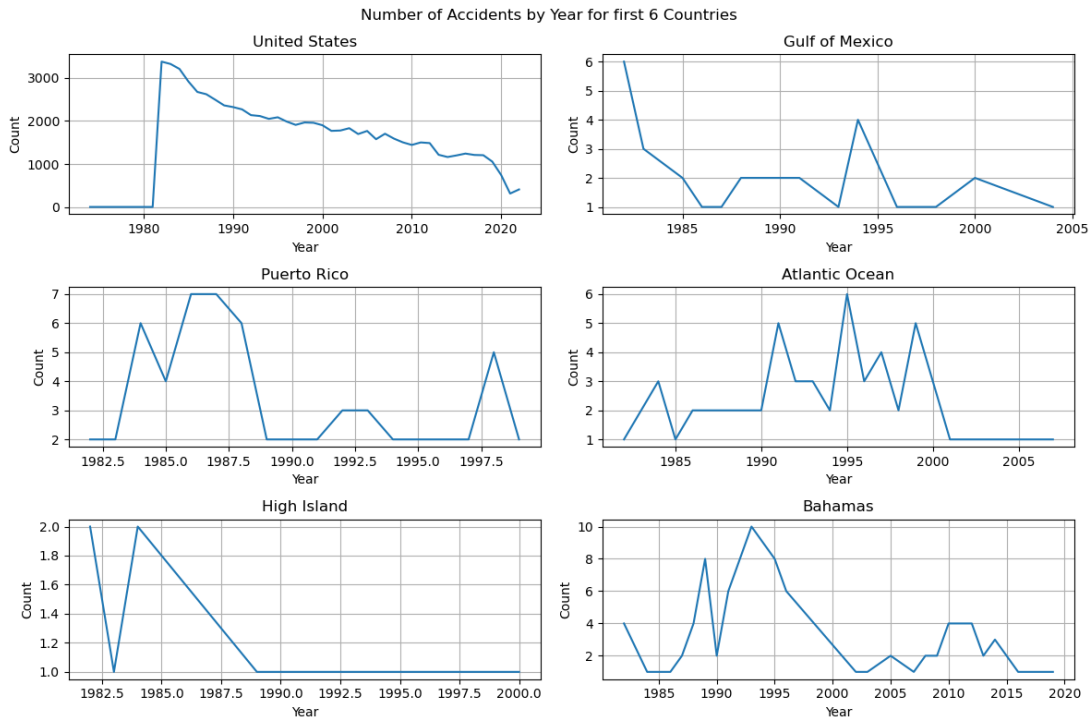 Number of Accidents by Year for first 6 Countries
United States
3000
2000
1000
0
Count
1980 1990 2000 2010 2020
Year
Gulf of Mexico
6
5
4
3
2
1
Count
1985 1990 1995 2000 2005
Year
Puerto Rico
7
6
5
4
3
2
Count
1982.5 1985.0 1987.5 1990.0 1992.5 1995.0 1997.5
Year
Atlantic Ocean
6
5
4
3
2
1
Count
1985 1990 1995 2000 2005
Year
High Island
2.0
1.8
1.6
1.4
1.2
1.0
Count
1982.5 1985.0 1987.5 1990.0 1992.5 1995.0 1997.5 2000.0
Year
Bahamas
10
8
6
4
2
Count
1985 1990 1995 2000 2005 2010 2015 2020
Year